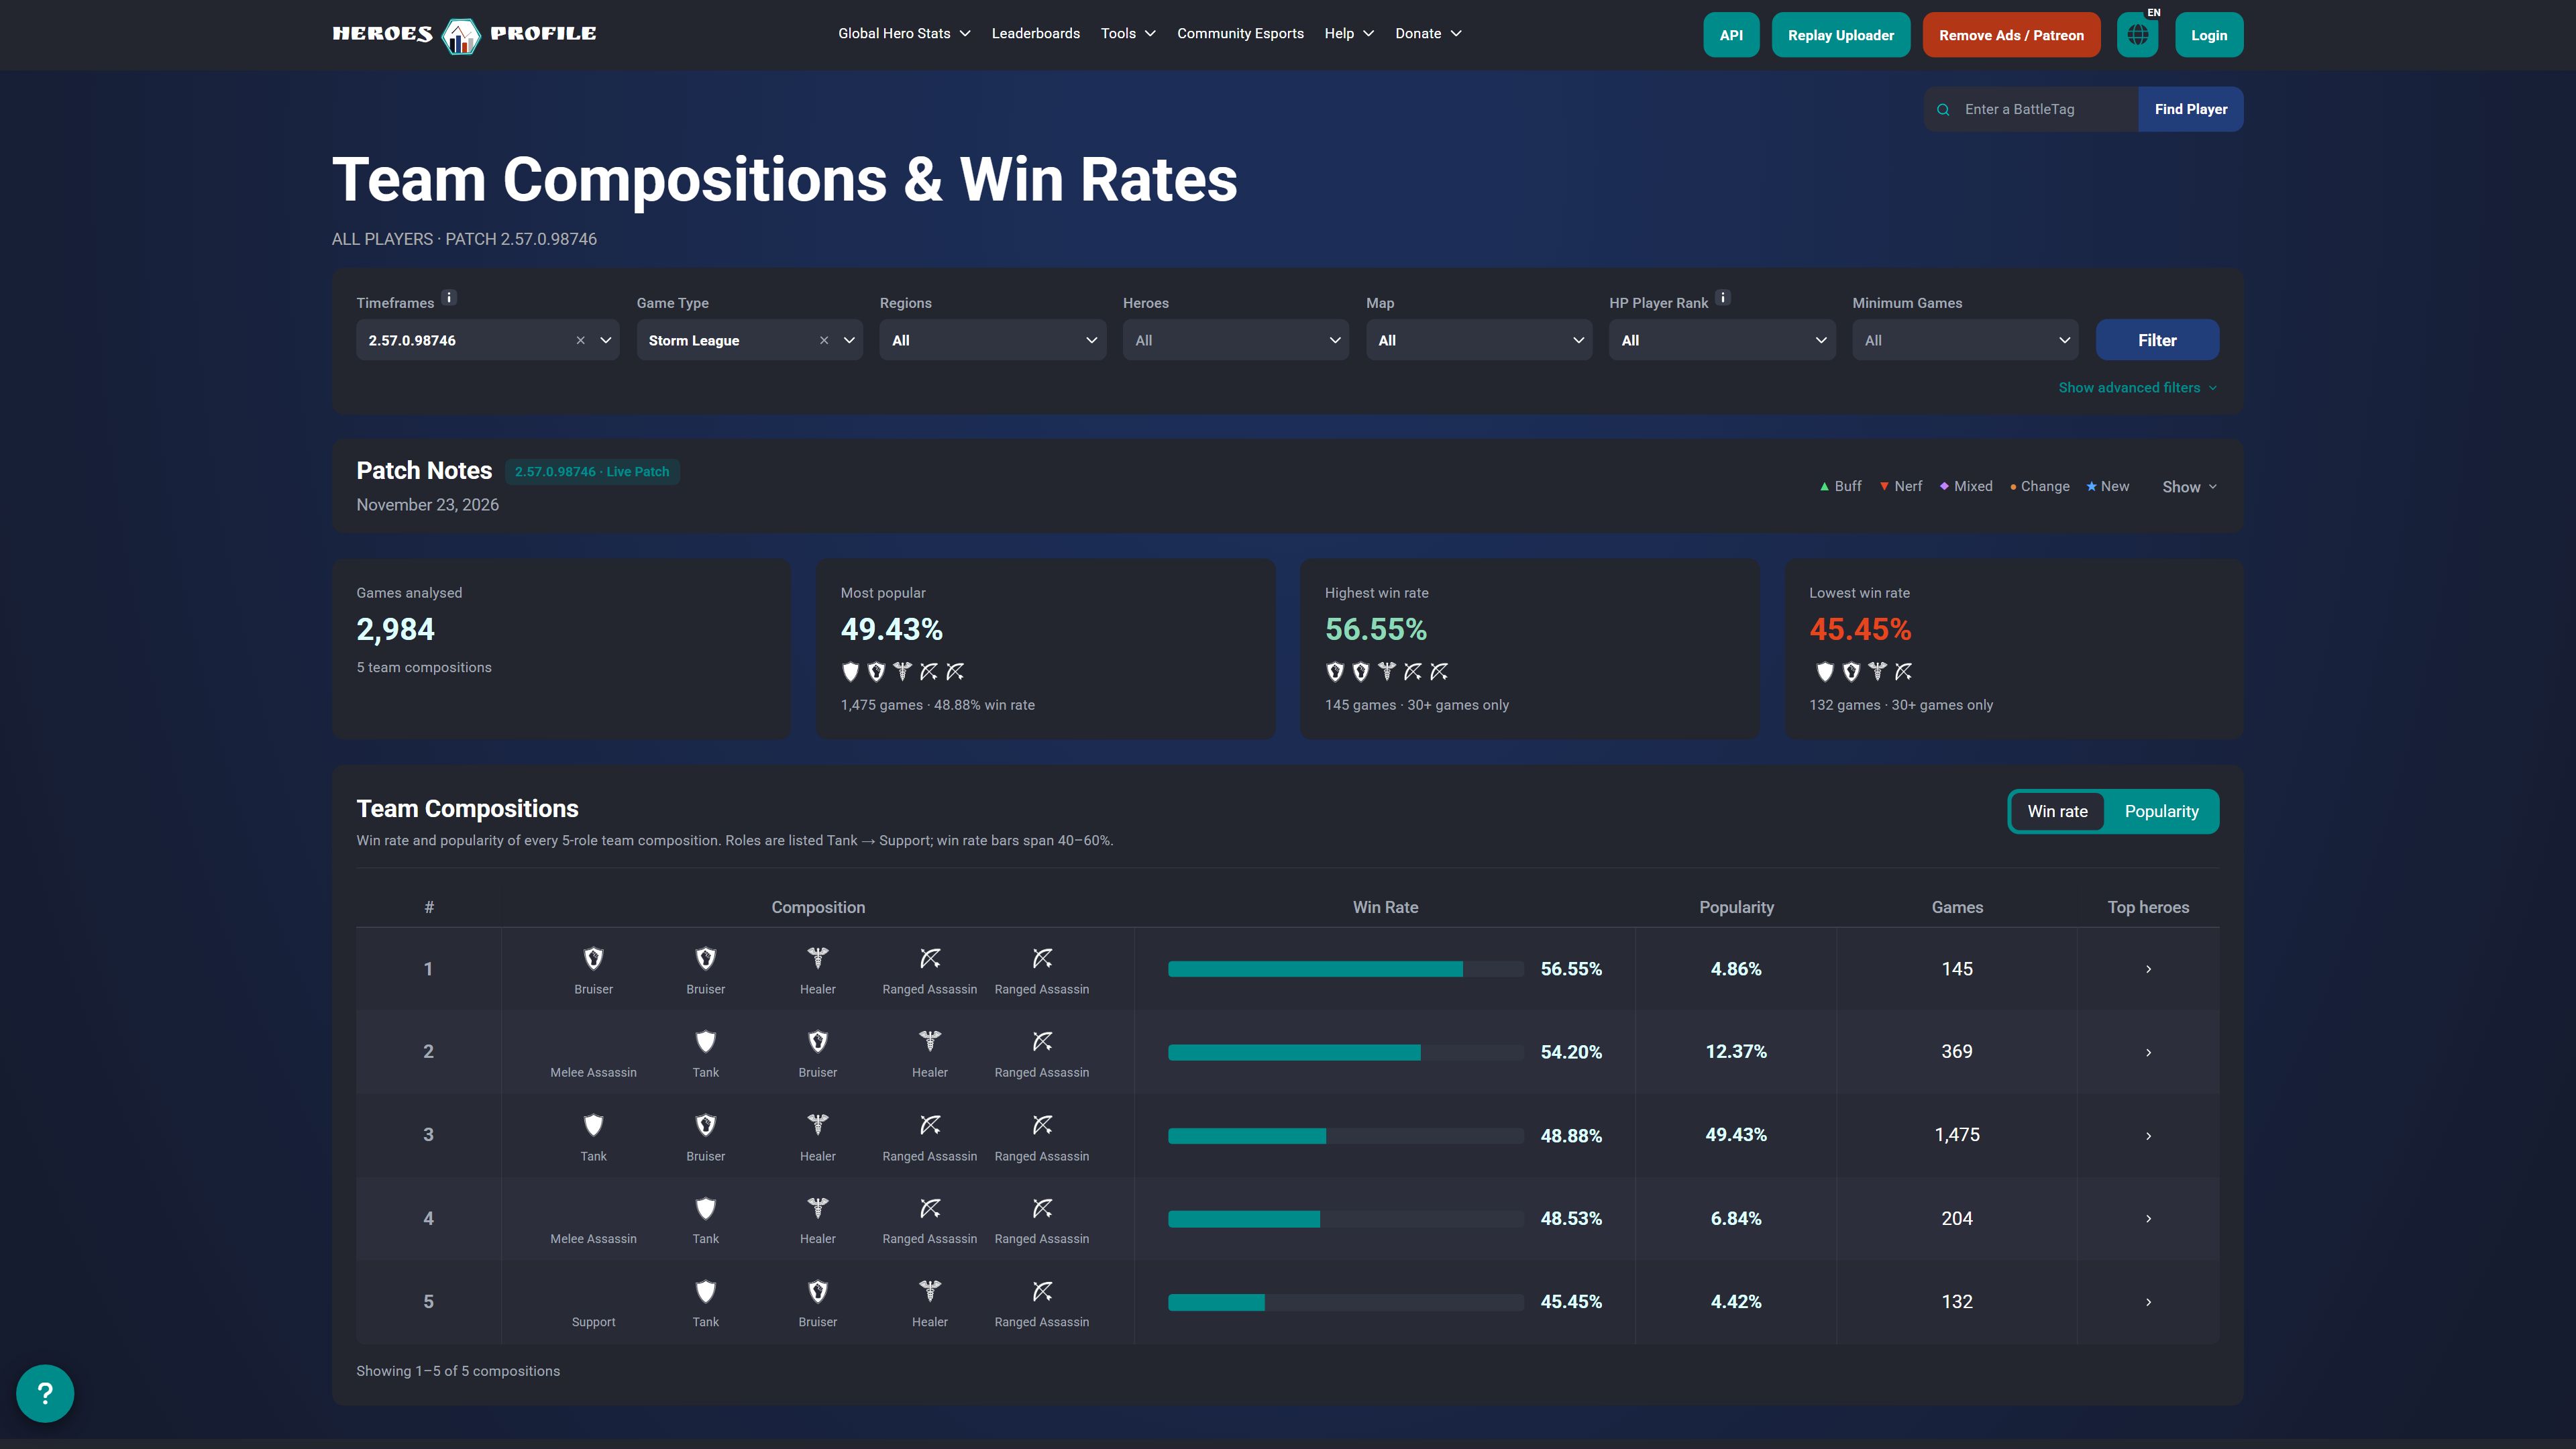 HEROES PROFILE
Global Hero Stats Leaderboards Tools Community Esports Help Donate
API Replay Uploader Remove Ads / Patreon EN Login
Enter a BattleTag Find Player
Team Compositions & Win Rates
ALL PLAYERS · PATCH 2.57.0.98746
Timeframes i Game Type Regions Heroes Map HP Player Rank i Minimum Games
2.57.0.98746 Storm League All All All All All Filter
Show advanced filters
Patch Notes 2.57.0.98746 · Live Patch
November 23, 2026
Buff Nerf Mixed Change New Show
Games analysed
2,984
5 team compositions
Most popular
49.43%
1,475 games · 48.88% win rate
Highest win rate
56.55%
145 games · 30+ games only
Lowest win rate
45.45%
132 games · 30+ games only
Team Compositions
Win rate Popularity
Win rate and popularity of every 5-role team composition. Roles are listed Tank → Support; win rate bars span 40–60%.
# Composition Win Rate Popularity Games Top heroes
1 Bruiser Bruiser Healer Ranged Assassin Ranged Assassin 56.55% 4.86% 145
2 Melee Assassin Tank Bruiser Healer Ranged Assassin 54.20% 12.37% 369
3 Tank Bruiser Healer Ranged Assassin Ranged Assassin 48.88% 49.43% 1,475
4 Melee Assassin Tank Healer Ranged Assassin Ranged Assassin 48.53% 6.84% 204
5 Support Tank Bruiser Healer Ranged Assassin 45.45% 4.42% 132
Showing 1–5 of 5 compositions
?